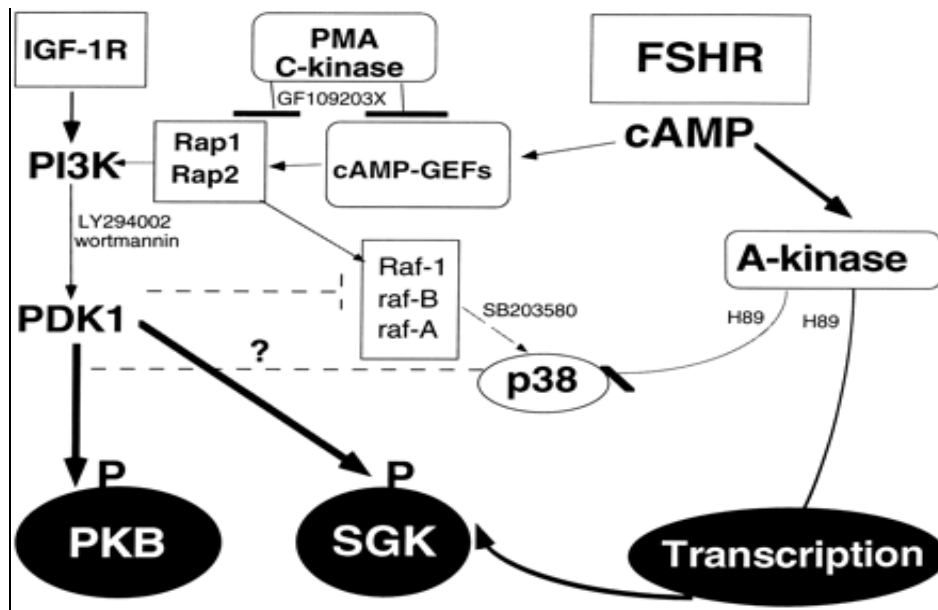 IGF-1R
PMA
C-kinase
GF109203X
FSHR
cAMP
Rap1
Rap2
PI3K
cAMP-GEFs
LY294002
wortmannin
A-kinase
Raf-1
raf-B
raf-A
SB203580
H89
H89
PDK1
?
p38
P
P
PKB
SGK
Transcription